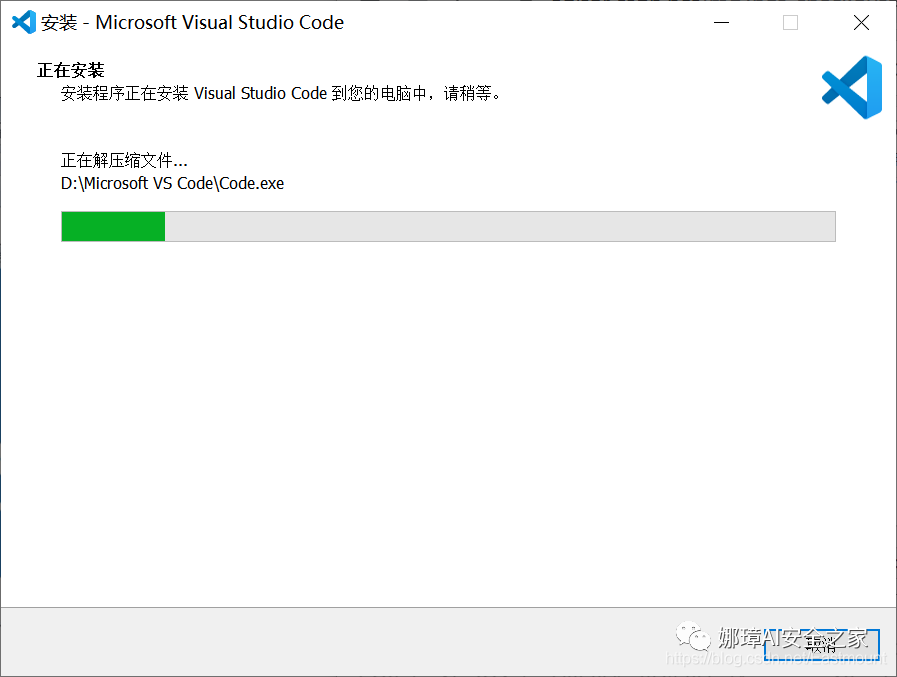 安装 - Microsoft Visual Studio Code
正在安装
安装程序正在安装 Visual Studio Code 到您的电脑中，请稍等。
正在解压缩文件...
D:\Microsoft VS Code\Code.exe
娜璋AI安全之家
取消
https://blog.csdn.net/Eastmount